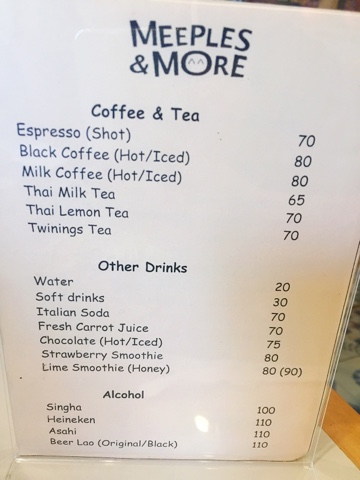 MEEPLES
&MORE
Coffee & Tea
Espresso (Shot) 70
Black Coffee (Hot/Iced) 80
Milk Coffee (Hot/Iced) 80
Thai Milk Tea 65
Thai Lemon Tea 70
Twinings Tea 70
Other Drinks
Water 20
Soft drinks 30
Italian Soda 70
Fresh Carrot Juice 70
Chocolate (Hot/Iced) 75
Strawberry Smoothie 80
Lime Smoothie (Honey) 80 (90)
Alcohol
Singha 100
Heineken 110
Asahi 110
Beer Lao (Original/Black) 110